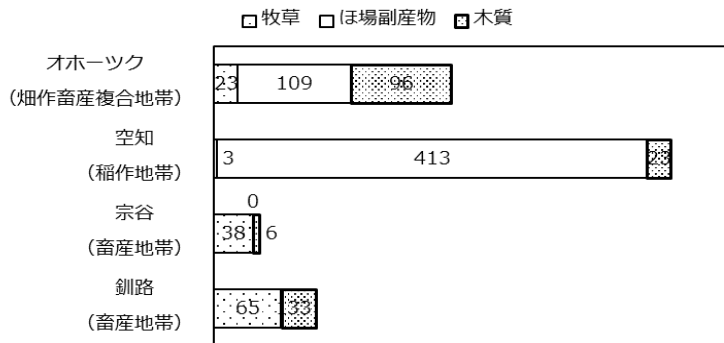 牧草 ほ場副産物 木質
オホーツク
（畑作畜産複合地帯）
23 109 96
空知
（稲作地帯）
3 413 23
宗谷
（畜産地帯）
0
38 6
釧路
（畜産地帯）
65 33